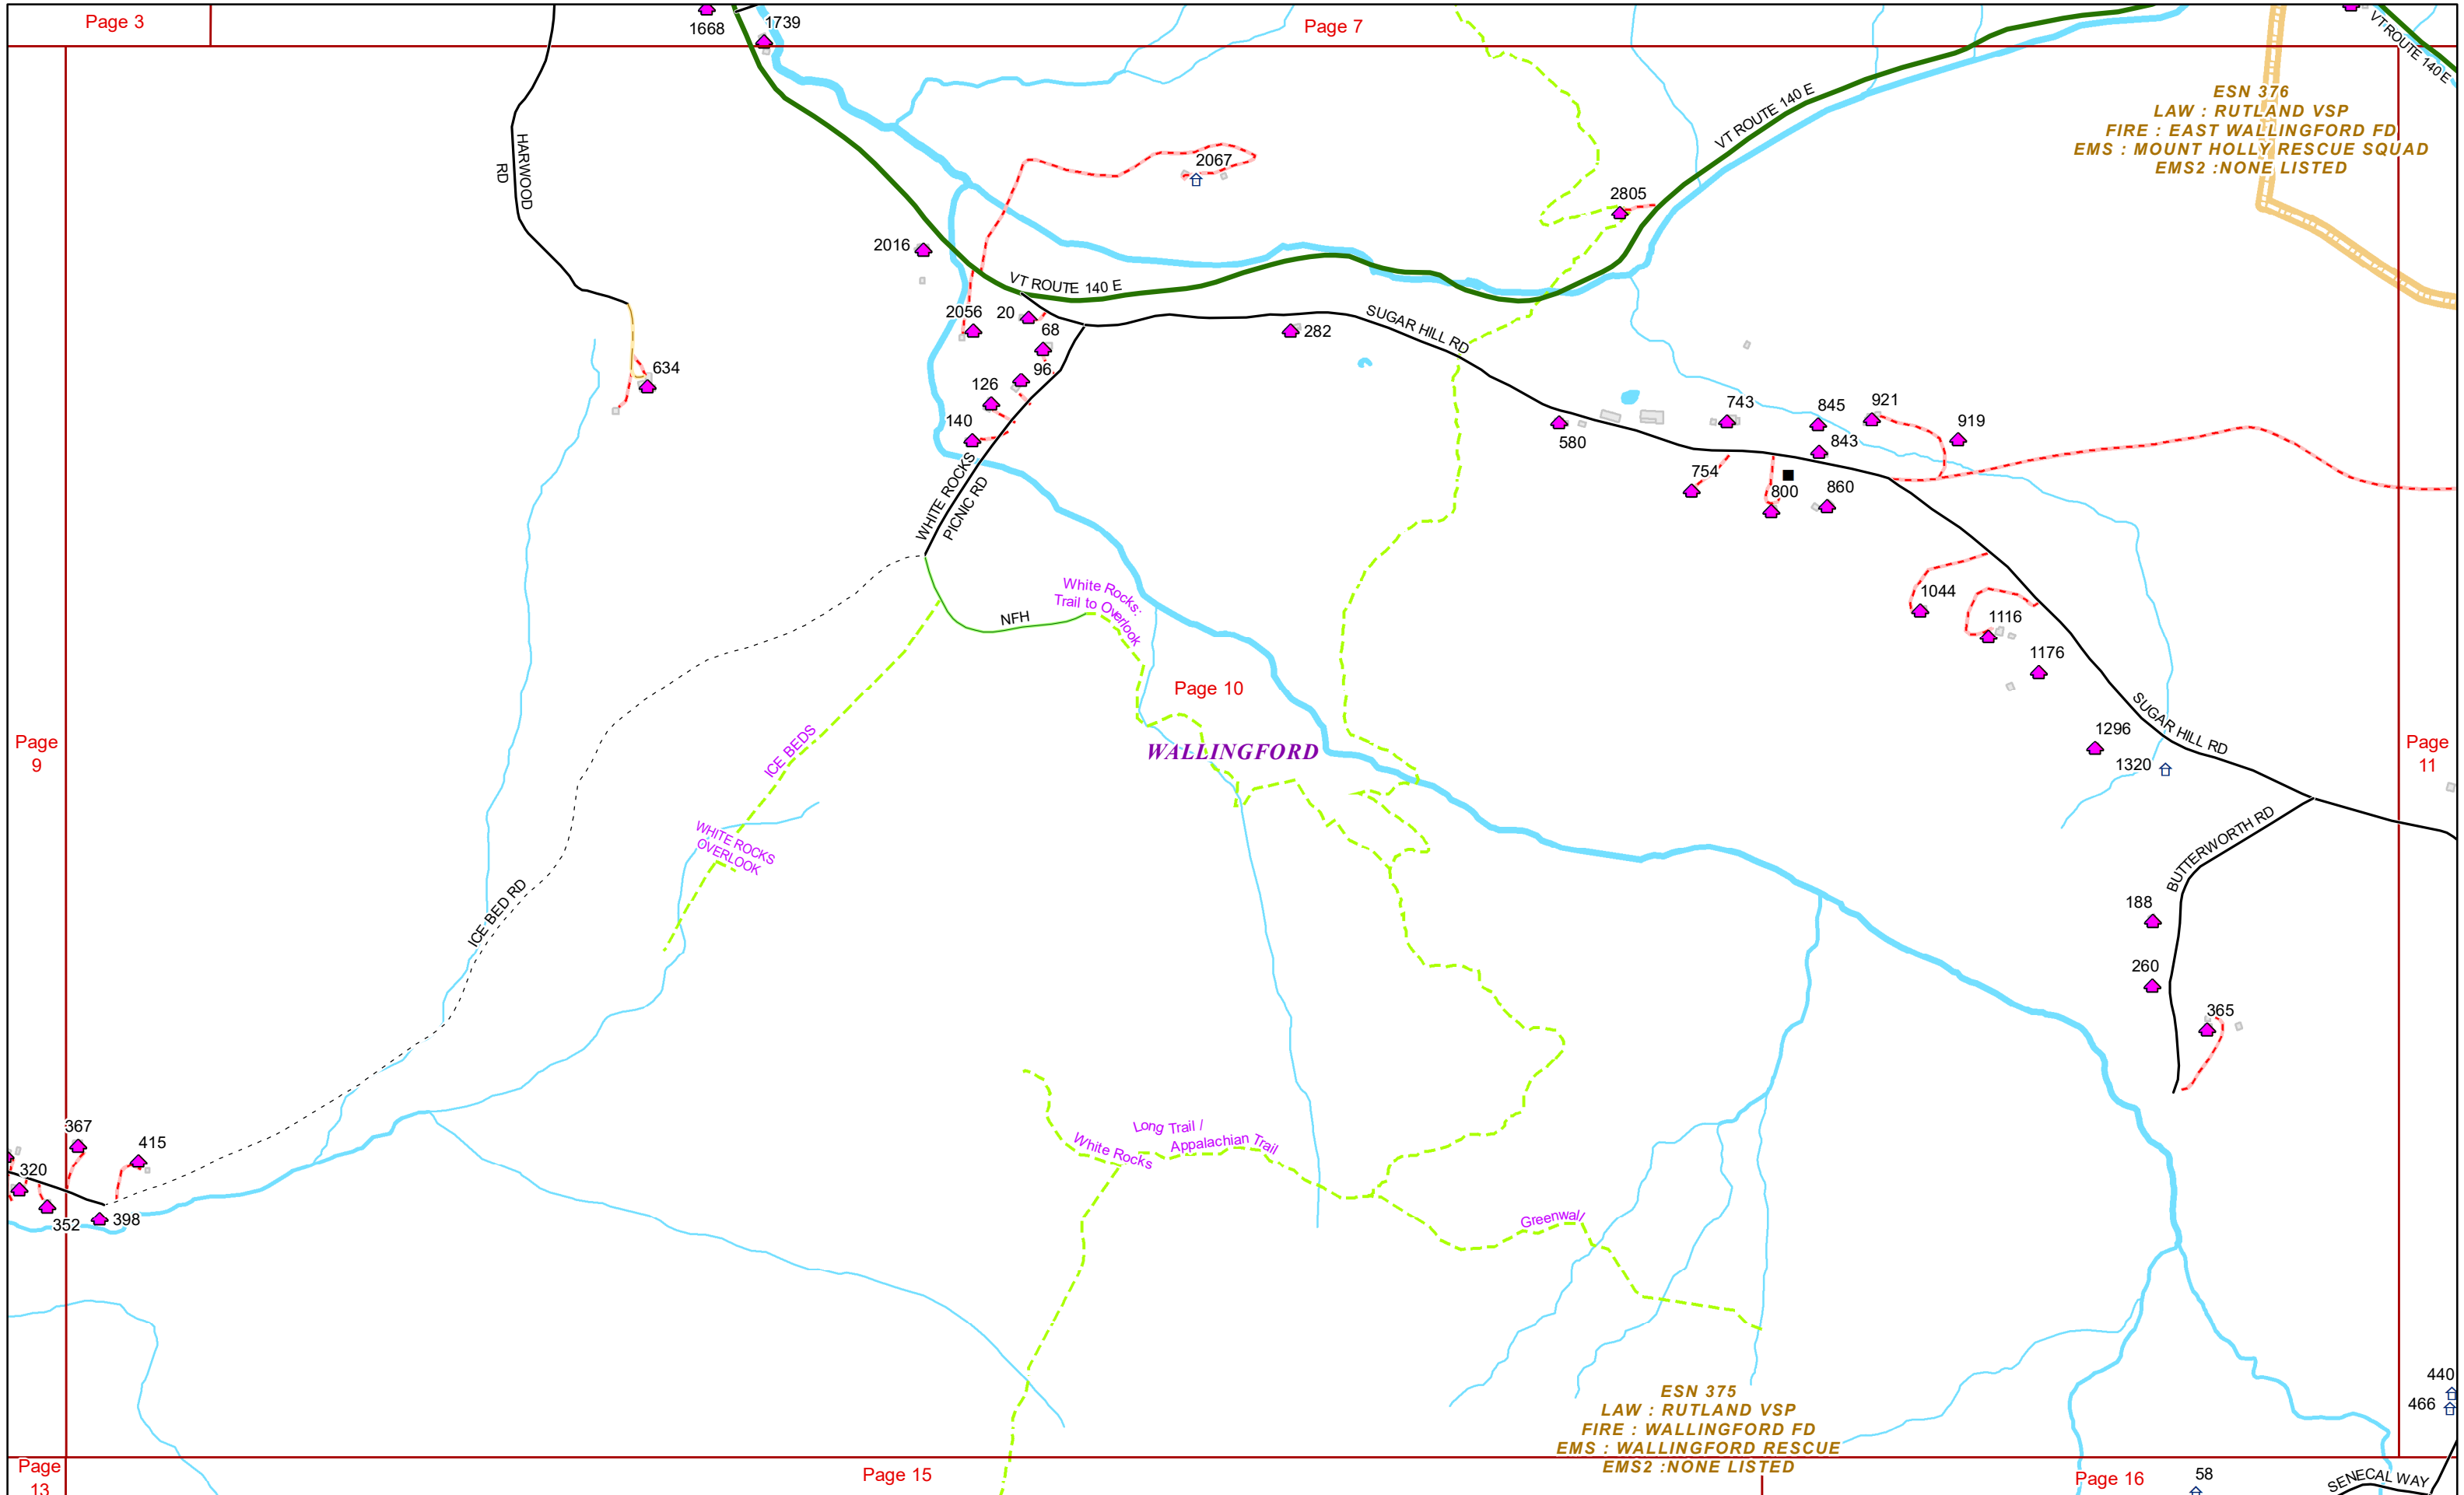 Page 3
1668
1739
Page 7
VT ROUTE 140 E
ESN 376
LAW : RUTLAND VSP
FIRE : EAST WALLINGFORD FD
EMS : MOUNT HOLLY RESCUE SQUAD
EMS2 :NONE LISTED
VT ROUTE 140 E
HARWOOD
RD
2067
2805
2016
VT ROUTE 140 E
2056
20
68
282
SUGAR HILL RD
634
96
126
140
743
845
921
919
580
843
754
800
860
WHITE ROCKS
PICNIC RD
White Rocks:
Trail to Overlook
NFH
1044
1116
1176
Page 10
WALLINGFORD
SUGAR HILL RD
1296
1320
Page
9
Page
11
ICE BEDS
WHITE ROCKS
OVERLOOK
BUTTERWORTH RD
ICE BED RD
188
260
365
367
415
320
352
398
Long Trail /
Appalachian Trail
White Rocks
Greenwal/
440
466
ESN 375
LAW : RUTLAND VSP
FIRE : WALLINGFORD FD
EMS : WALLINGFORD RESCUE
EMS2 :NONE LISTED
Page
13
Page 15
Page 16
58
SENECAL WAY